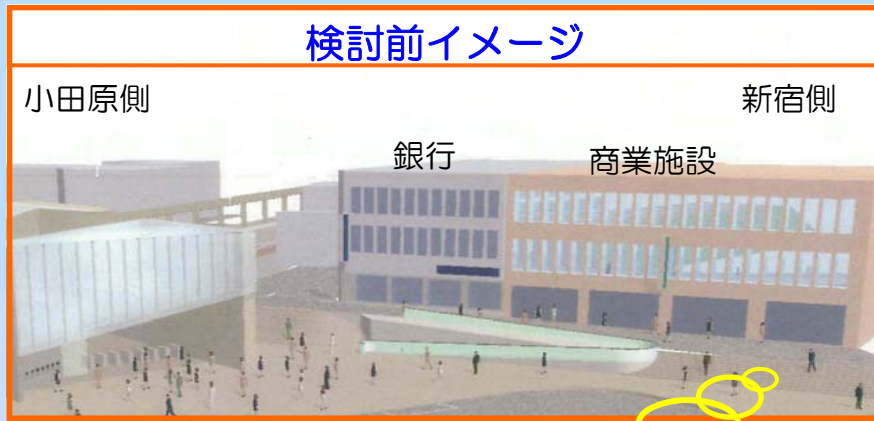 検討前イメージ
小田原側
新宿側
銀行
商業施設